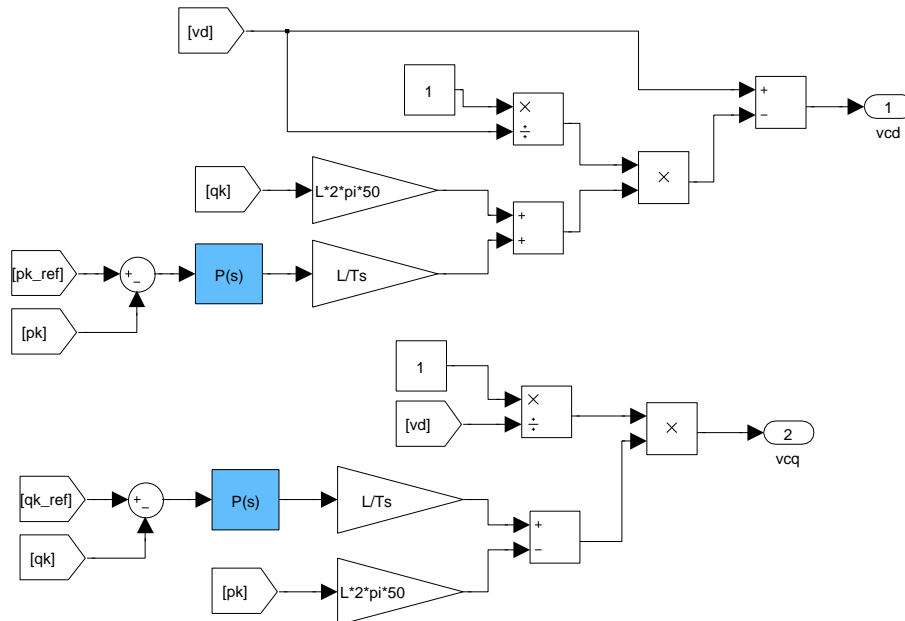 [vd]
1
×
÷
+
−
1
vcd
[qk]
L*2*pi*50
+
+
×
[pk_ref]
+
−
P(s)
L/Ts
[pk]
1
×
÷
[vd]
×
2
vcq
[qk_ref]
+
−
P(s)
L/Ts
+
−
[qk]
[pk]
L*2*pi*50